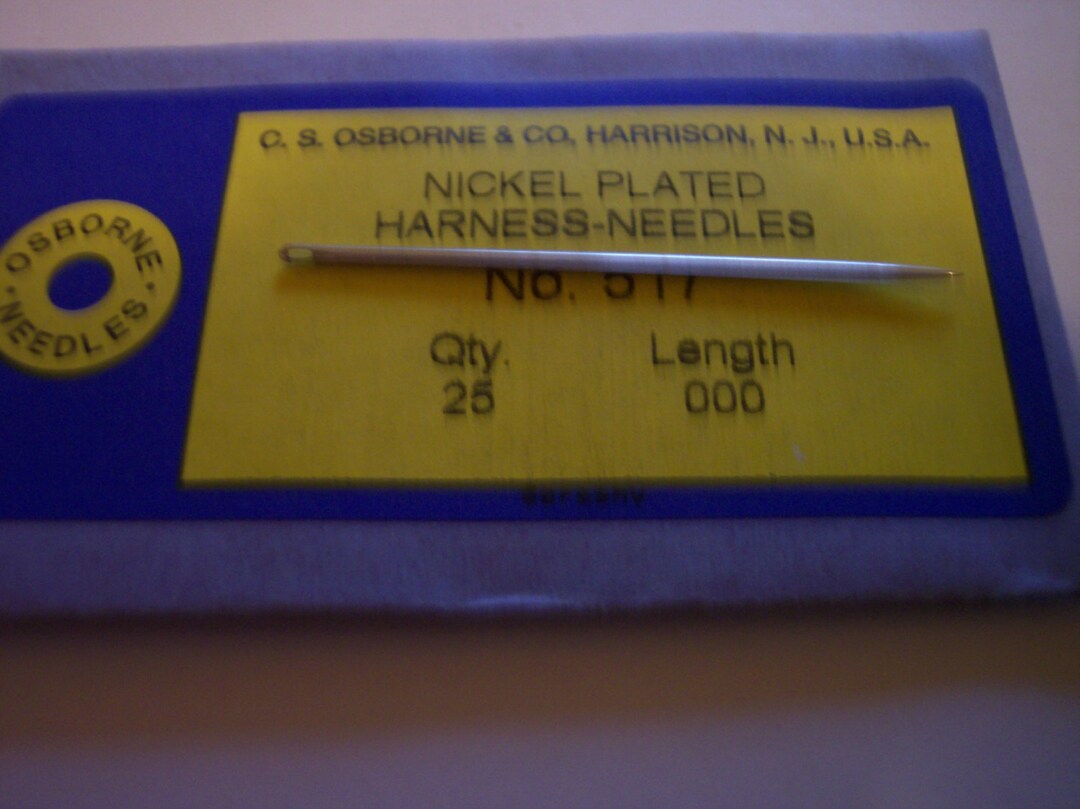 C. S. OSBORNE & CO, HARRISON, N. J., U.S.A.
NICKEL PLATED
HARNESS-NEEDLES
No. 517
Qty. Length
25 000
· OSBORNE ·
NEEDLES